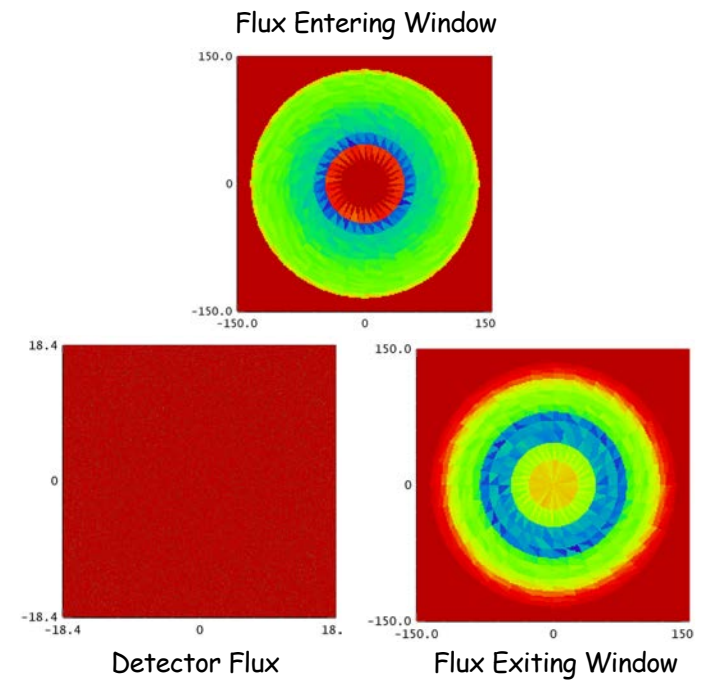 Flux Entering Window
150.0
0
-150.0
-150.0 0 150
18.4
0
-18.4
-18.4 0 18.
Detector Flux
150.0
0
-150.0
-150.0 0 150
Flux Exiting Window